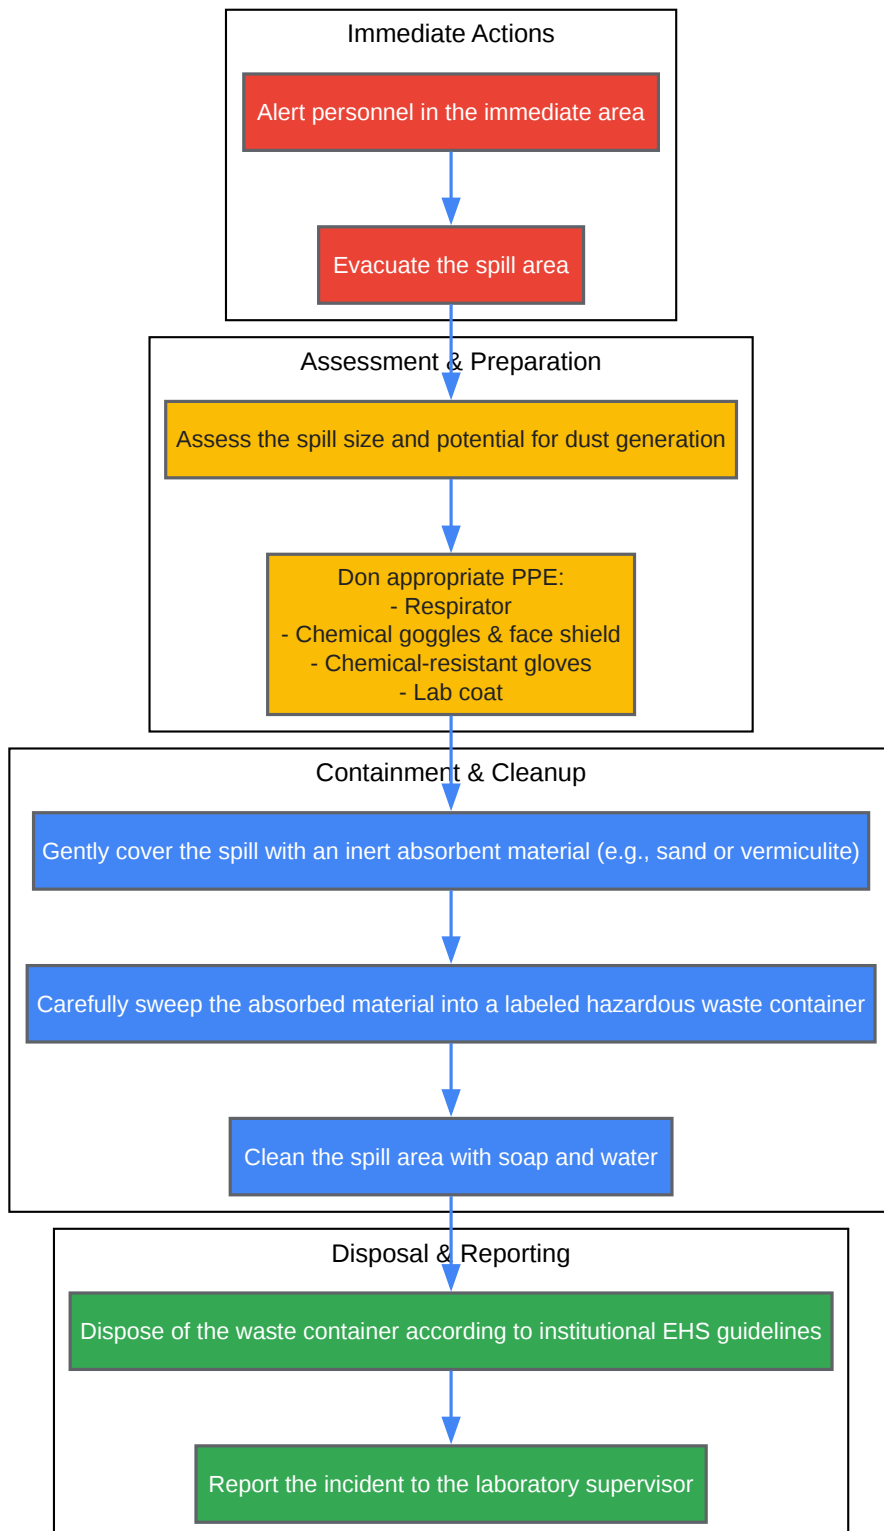 Immediate Actions
Alert personnel in the immediate area
Evacuate the spill area
Assessment & Preparation
Assess the spill size and potential for dust generation
Don appropriate PPE:
- Respirator
- Chemical goggles & face shield
- Chemical-resistant gloves
- Lab coat
Containment & Cleanup
Gently cover the spill with an inert absorbent material (e.g., sand or vermiculite)
Carefully sweep the absorbed material into a labeled hazardous waste container
Clean the spill area with soap and water
Disposal & Reporting
Dispose of the waste container according to institutional EHS guidelines
Report the incident to the laboratory supervisor